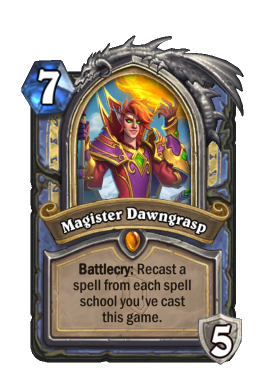 7
Magister Dawngrasp
Battlecry: Recast a
spell from each spell
school you've cast
this game.
5